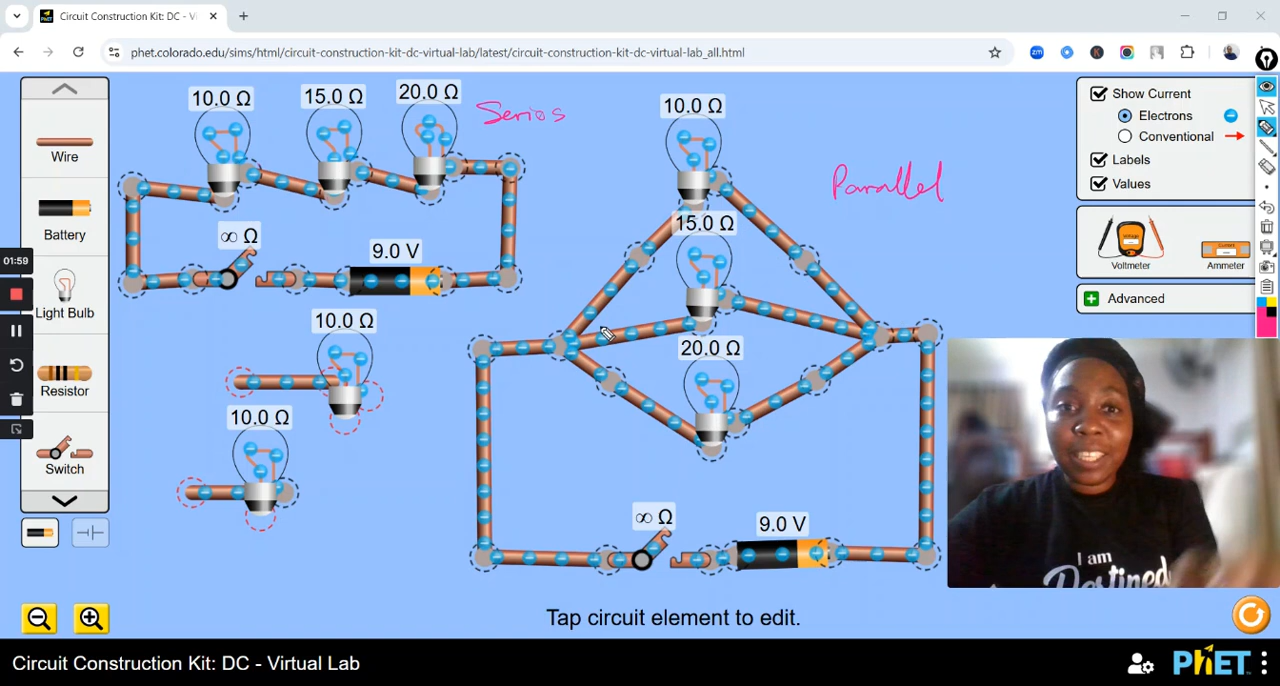 Circuit Construction Kit: DC - Vi
phet.colorado.edu/sims/html/circuit-construction-kit-dc-virtual-lab/latest/circuit-construction-kit-dc-virtual-lab_all.html
zm
K
Wire
Battery
Light Bulb
Resistor
Switch
01:59
10.0 Ω
15.0 Ω
20.0 Ω
Series
∞ Ω
9.0 V
10.0 Ω
10.0 Ω
10.0 Ω
15.0 Ω
20.0 Ω
Parallel
∞ Ω
9.0 V
Show Current
Electrons
Conventional
Labels
Values
Voltmeter
Ammeter
Advanced
I am
Destined
Tap circuit element to edit.
Circuit Construction Kit: DC - Virtual Lab
PhET